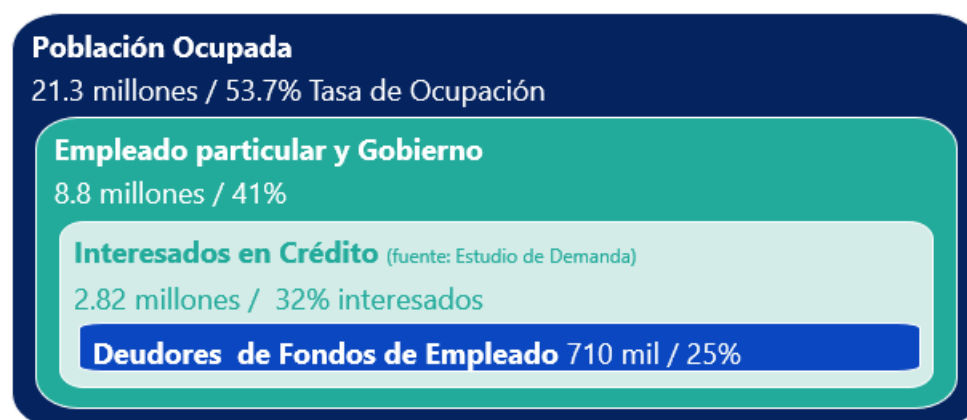 Población Ocupada
21.3 millones / 53.7% Tasa de Ocupación
Empleado particular y Gobierno
8.8 millones / 41%
Interesados en Crédito (fuente: Estudio de Demanda)
2.82 millones / 32% interesados
Deudores de Fondos de Empleado 710 mil / 25%